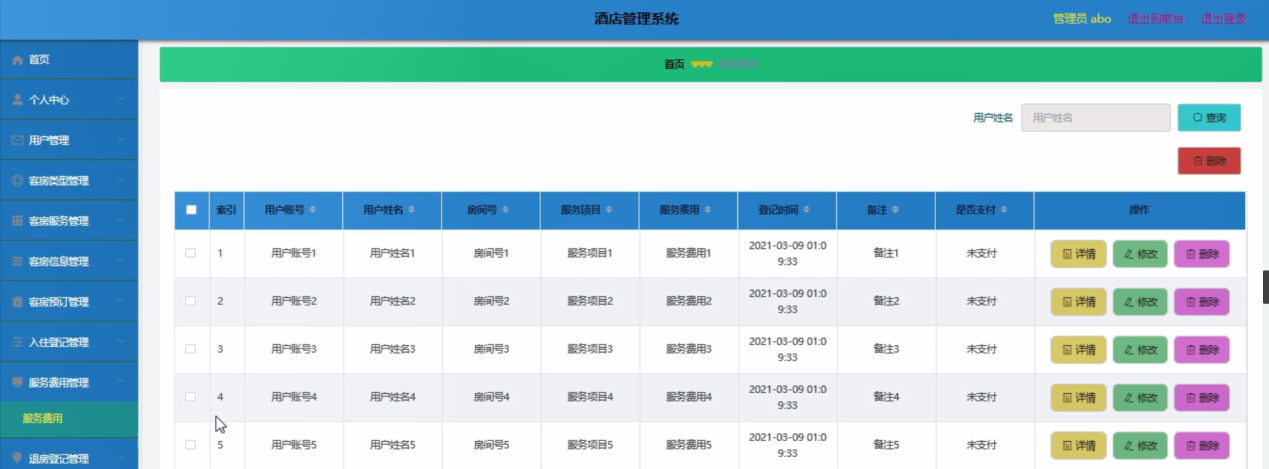 酒店管理系统
管理员 abo 退出到前台 退出登录
首页
个人中心
用户管理
客房类型管理
客房服务管理
客房信息管理
客房预订管理
入住登记管理
服务费用管理
服务费用
退房登记管理
首页 服务费用
用户姓名 用户姓名 查询
删除
索引 用户账号 用户姓名 房间号 服务项目 服务费用 登记时间 备注 是否支付 操作
1 用户账号1 用户姓名1 房间号1 服务项目1 服务费用1 2021-03-09 01:0 备注1 未支付 详情 修改 删除
9:33
2 用户账号2 用户姓名2 房间号2 服务项目2 服务费用2 2021-03-09 01:0 备注2 未支付 详情 修改 删除
9:33
3 用户账号3 用户姓名3 房间号3 服务项目3 服务费用3 2021-03-09 01:0 备注3 未支付 详情 修改 删除
9:33
4 用户账号4 用户姓名4 房间号4 服务项目4 服务费用4 2021-03-09 01:0 备注4 未支付 详情 修改 删除
9:33
5 用户账号5 用户姓名5 房间号5 服务项目5 服务费用5 2021-03-09 01:0 备注5 未支付 详情 修改 删除
9:33